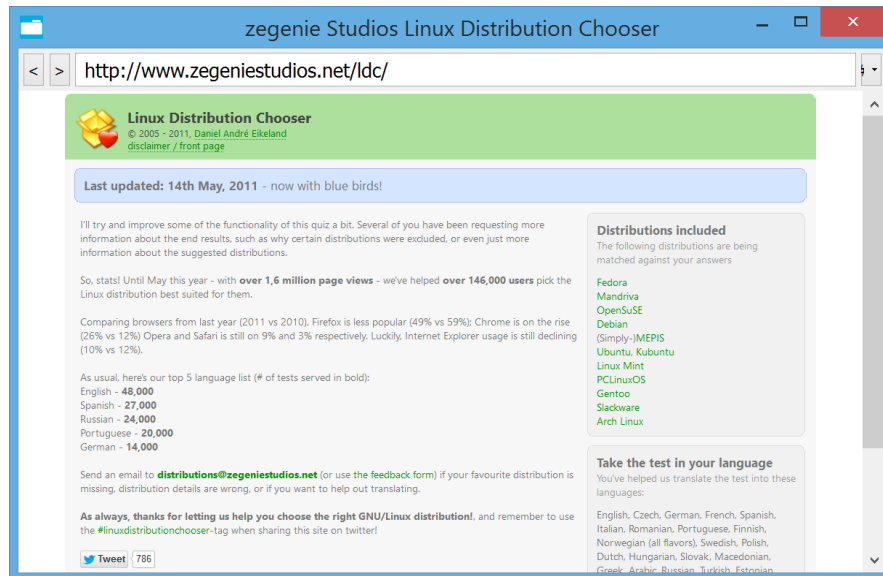 zegenie Studios Linux Distribution Chooser
< > http://www.zegeniestudios.net/ldc/
Linux Distribution Chooser
© 2005 - 2011, Daniel André Eikeland
disclaimer / front page
Last updated: 14th May, 2011 - now with blue birds!
I'll try and improve some of the functionality of this quiz a bit. Several of you have been requesting more
information about the end results, such as why certain distributions were excluded, or even just more
information about the suggested distributions.
So, stats! Until May this year - with over 1,6 million page views - we've helped over 146,000 users pick the
Linux distribution best suited for them.
Comparing browsers from last year (2011 vs 2010), Firefox is less popular (49% vs 59%); Chrome is on the rise
(26% vs 12%) Opera and Safari is still on 9% and 3% respectively. Luckily, Internet Explorer usage is still declining
(10% vs 12%).
As usual, here's our top 5 language list (# of tests served in bold):
English - 48,000
Spanish - 27,000
Russian - 24,000
Portuguese - 20,000
German - 14,000
Send an email to distributions@zegeniestudios.net (or use the feedback form) if your favourite distribution is
missing, distribution details are wrong, or if you want to help out translating.
As always, thanks for letting us help you choose the right GNU/Linux distribution!, and remember to use
the #linuxdistributionchooser-tag when sharing this site on twitter!
Tweet 786
Distributions included
The following distributions are being
matched against your answers
Fedora
Mandriva
OpenSuSE
Debian
(Simply-)MEPIS
Ubuntu, Kubuntu
Linux Mint
PCLinuxOS
Gentoo
Slackware
Arch Linux
Take the test in your language
You've helped us translate the test into these
languages:
English, Czech, German, French, Spanish,
Italian, Romanian, Portuguese, Finnish,
Norwegian (all flavors), Swedish, Polish,
Dutch, Hungarian, Slovak, Macedonian,
Greek, Arabic, Russian, Turkish, Estonian